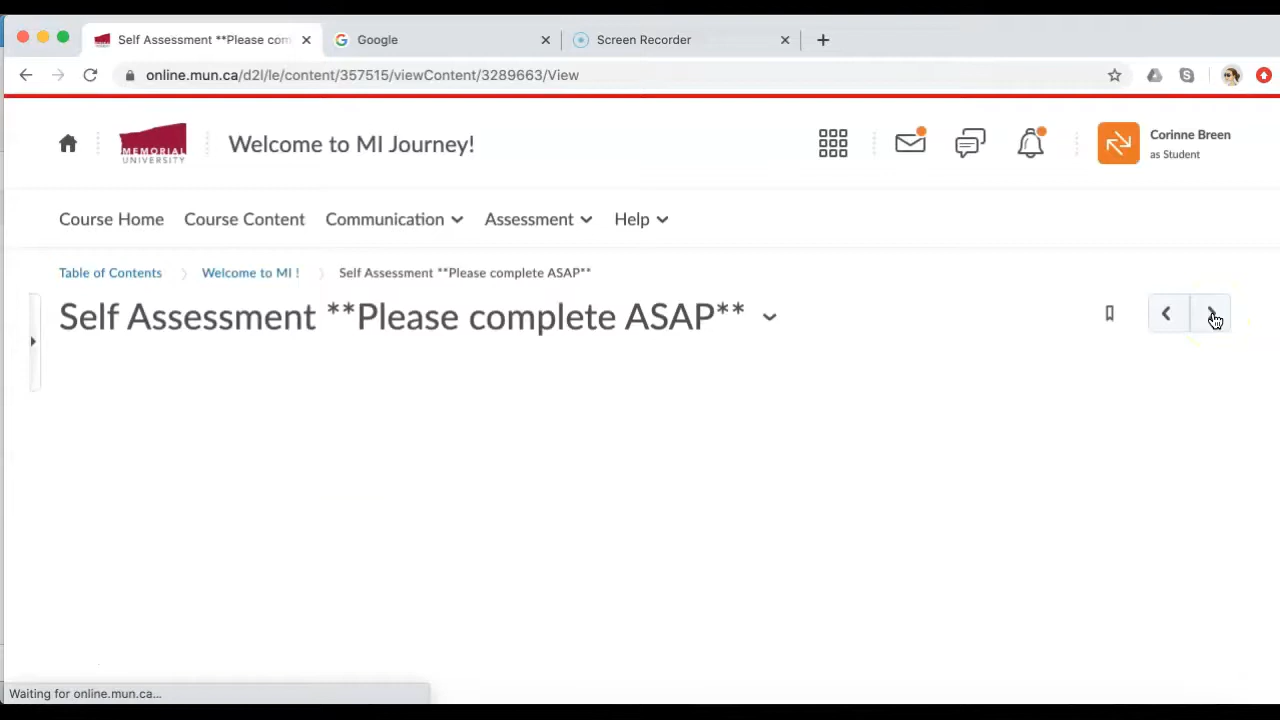 Self Assessment **Please com
Google
Screen Recorder
online.mun.ca/d2l/le/content/357515/viewContent/3289663/View
MEMORIAL
UNIVERSITY
Welcome to MI Journey!
Corinne Breen
as Student
Course Home Course Content Communication Assessment Help
Table of Contents Welcome to MI ! Self Assessment **Please complete ASAP**
Self Assessment **Please complete ASAP**
Waiting for online.mun.ca...